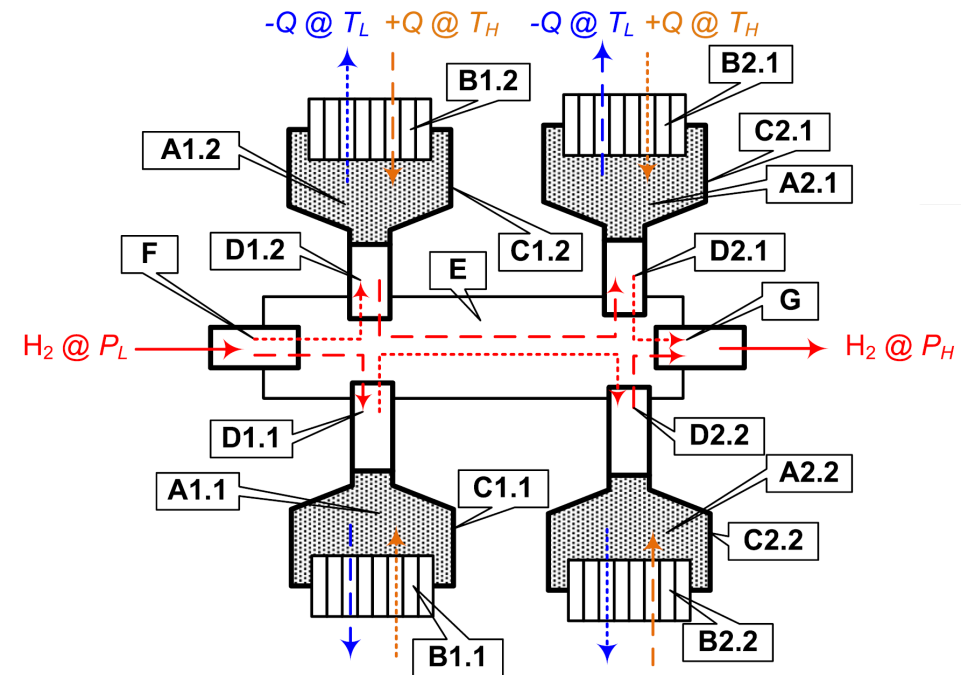 -Q @ TL +Q @ TH -Q @ TL +Q @ TH
B1.2
B2.1
A1.2
C2.1
A2.1
D1.2
C1.2
D2.1
F
E
G
H2 @ PL
H2 @ PH
D1.1
D2.2
A1.1
C1.1
A2.2
C2.2
B1.1
B2.2